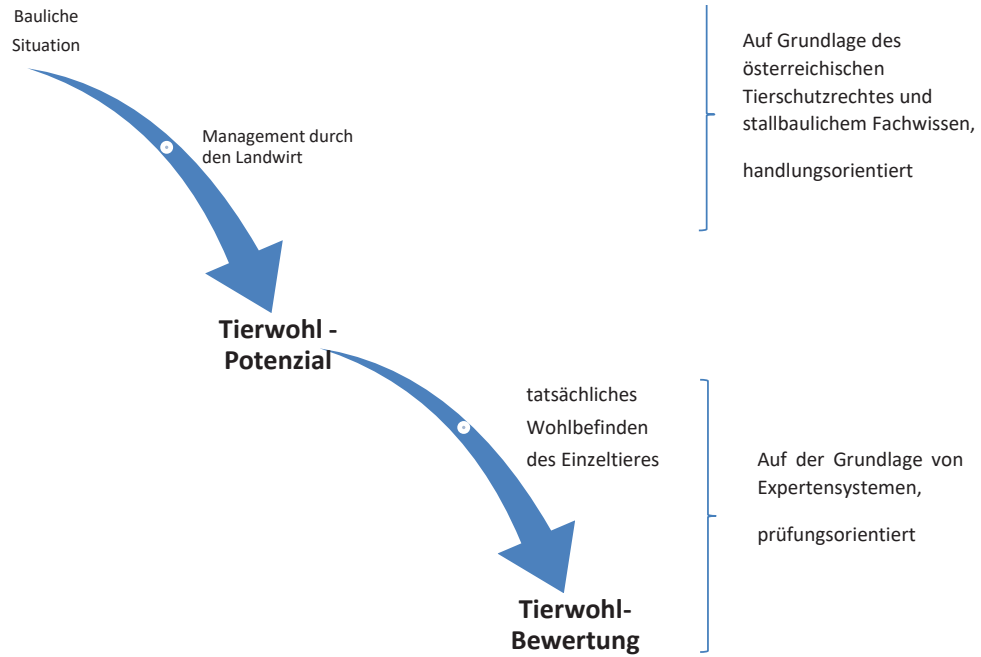 Bauliche
Situation
Management durch
den Landwirt
Auf Grundlage des
österreichischen
Tierschutzrechtes und
stallbaulichem Fachwissen,
handlungsorientiert
Tierwohl -
Potenzial
tatsächliches
Wohlbefinden
des Einzeltieres
Auf der Grundlage von
Expertensystemen,
prüfungsorientiert
Tierwohl-
Bewertung